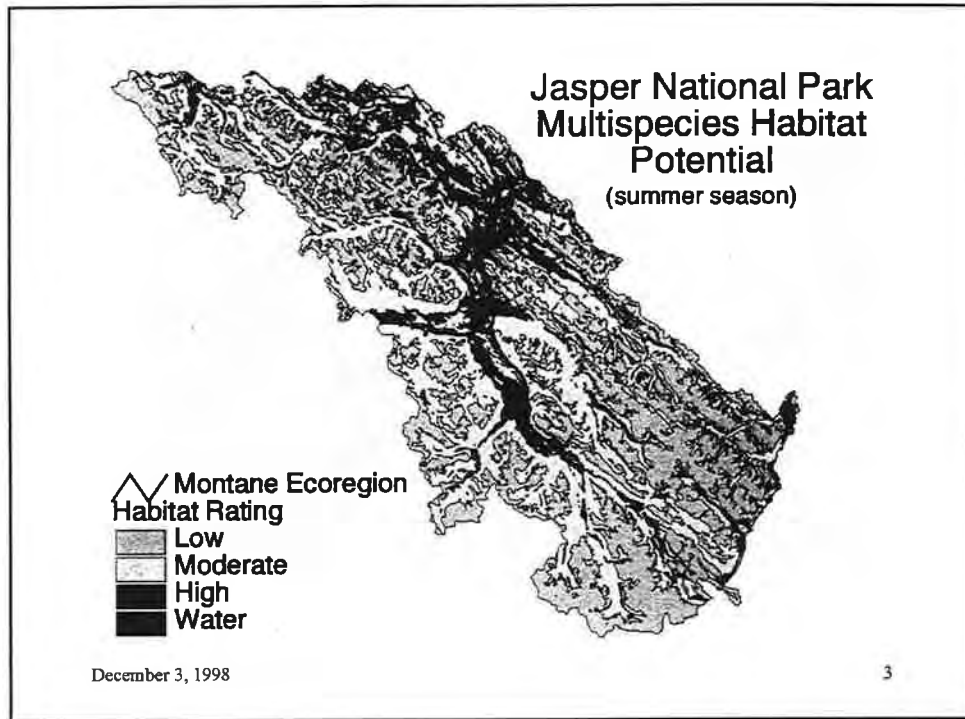 Jasper National Park
Multispecies Habitat
Potential
(summer season)
Montane Ecoregion
Habitat Rating
Low
Moderate
High
Water
December 3, 1998
3